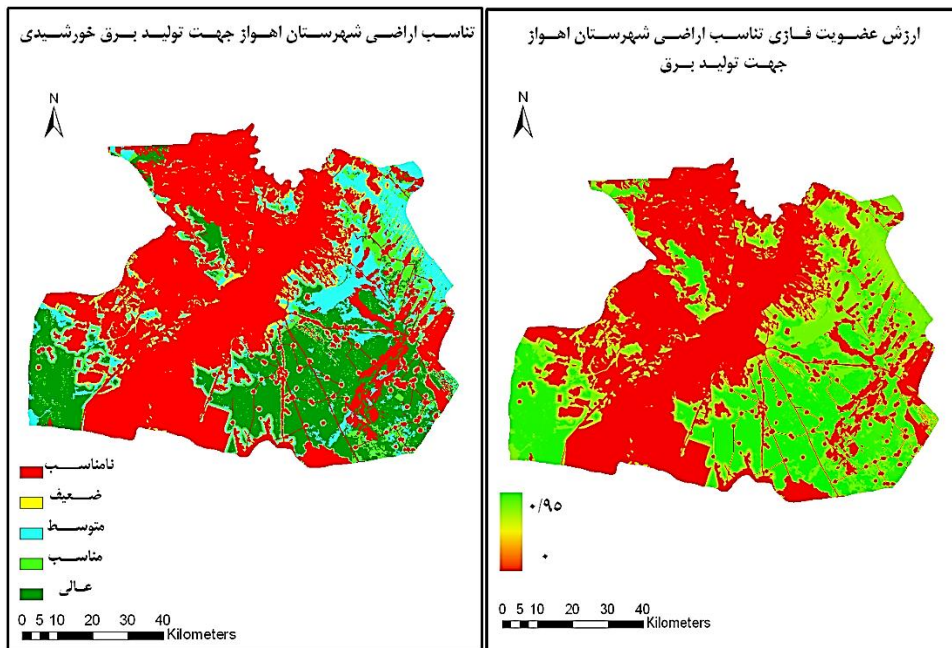 ارزش عضویت فازی تناسب اراضی شهرستان اهواز
جهت تولید برق
N
۰/۹۵
۰
0 5 10 20 30 40
Kilometers
تناسب اراضی شهرستان اهواز جهت تولید برق خورشیدی
N
نامناسب
ضعیف
متوسط
مناسب
عالی
0 5 10 20 30 40
Kilometers